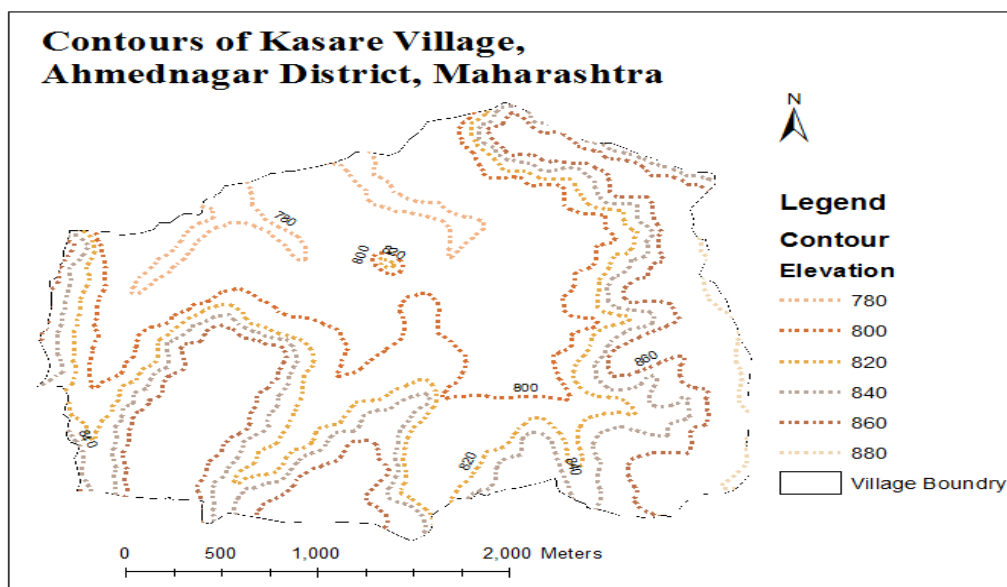 Contours of Kasare Village,
Ahmednagar District, Maharashtra
N
780
800
820
800
860
820
840
840
Legend
Contour
Elevation
780
800
820
840
860
880
Village Boundry
0 500 1,000 2,000 Meters